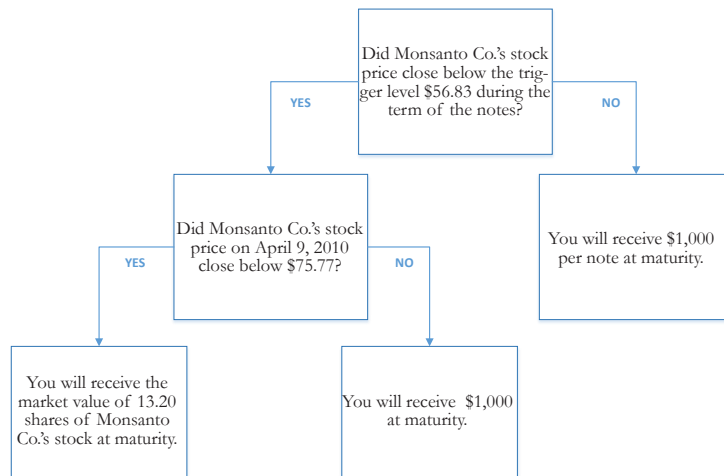 Did Monsanto Co.'s stock
price close below the trig-
ger level $56.83 during the
term of the notes?
YES
NO
Did Monsanto Co.'s stock
price on April 9, 2010
close below $75.77?
You will receive $1,000
per note at maturity.
YES
NO
You will receive the
market value of 13.20
shares of Monsanto
Co.'s stock at maturity.
You will receive $1,000
at maturity.